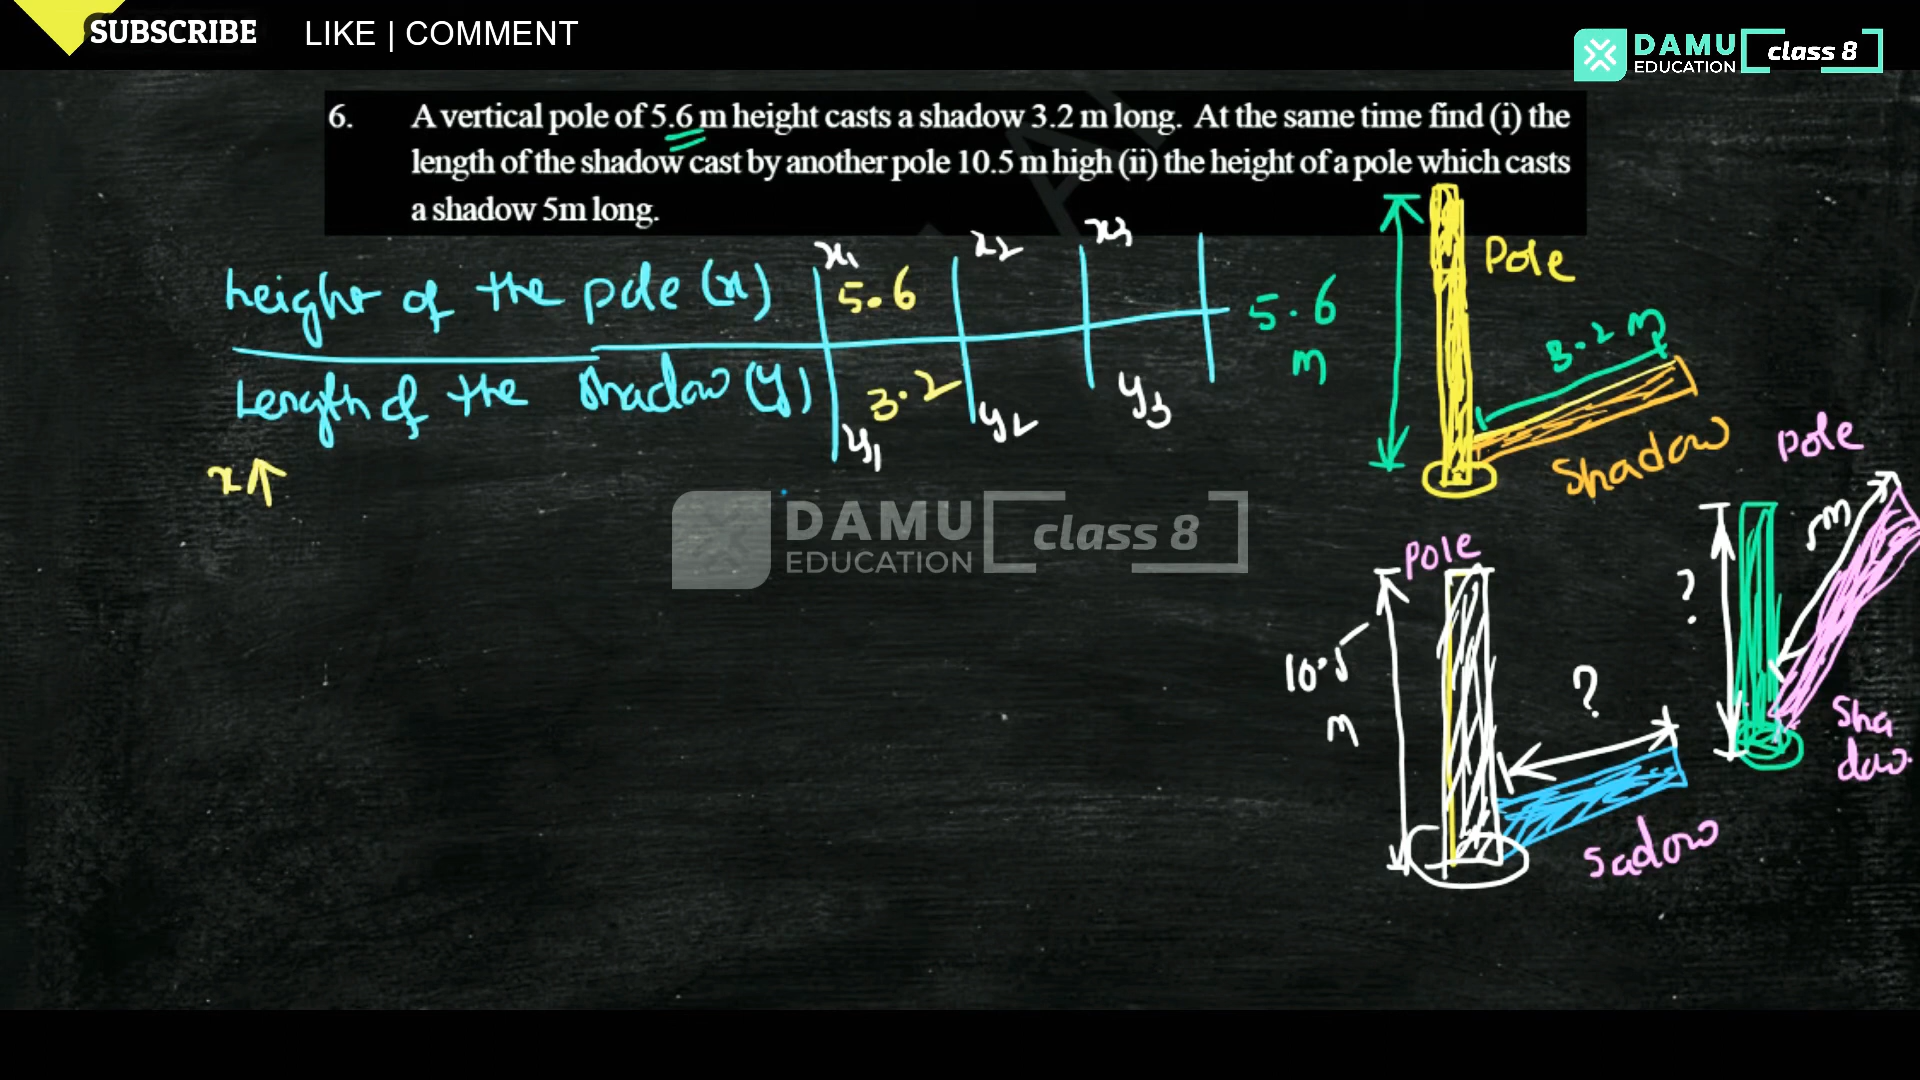 SUBSCRIBE LIKE | COMMENT
DAMU EDUCATION class 8
6. A vertical pole of 5.6 m height casts a shadow 3.2 m long. At the same time find (i) the
length of the shadow cast by another pole 10.5 m high (ii) the height of a pole which casts
a shadow 5m long.
x1 x2 x3
height of the pole (x) 5.6
Length of the shadow (y) 3.2
y1 y2 y3
x↑
Pole
5.6
m
3.2 m
Shadow
DAMU EDUCATION class 8
Pole
10.5
m
?
Sadow
Pole
5m
?
Sha
dow